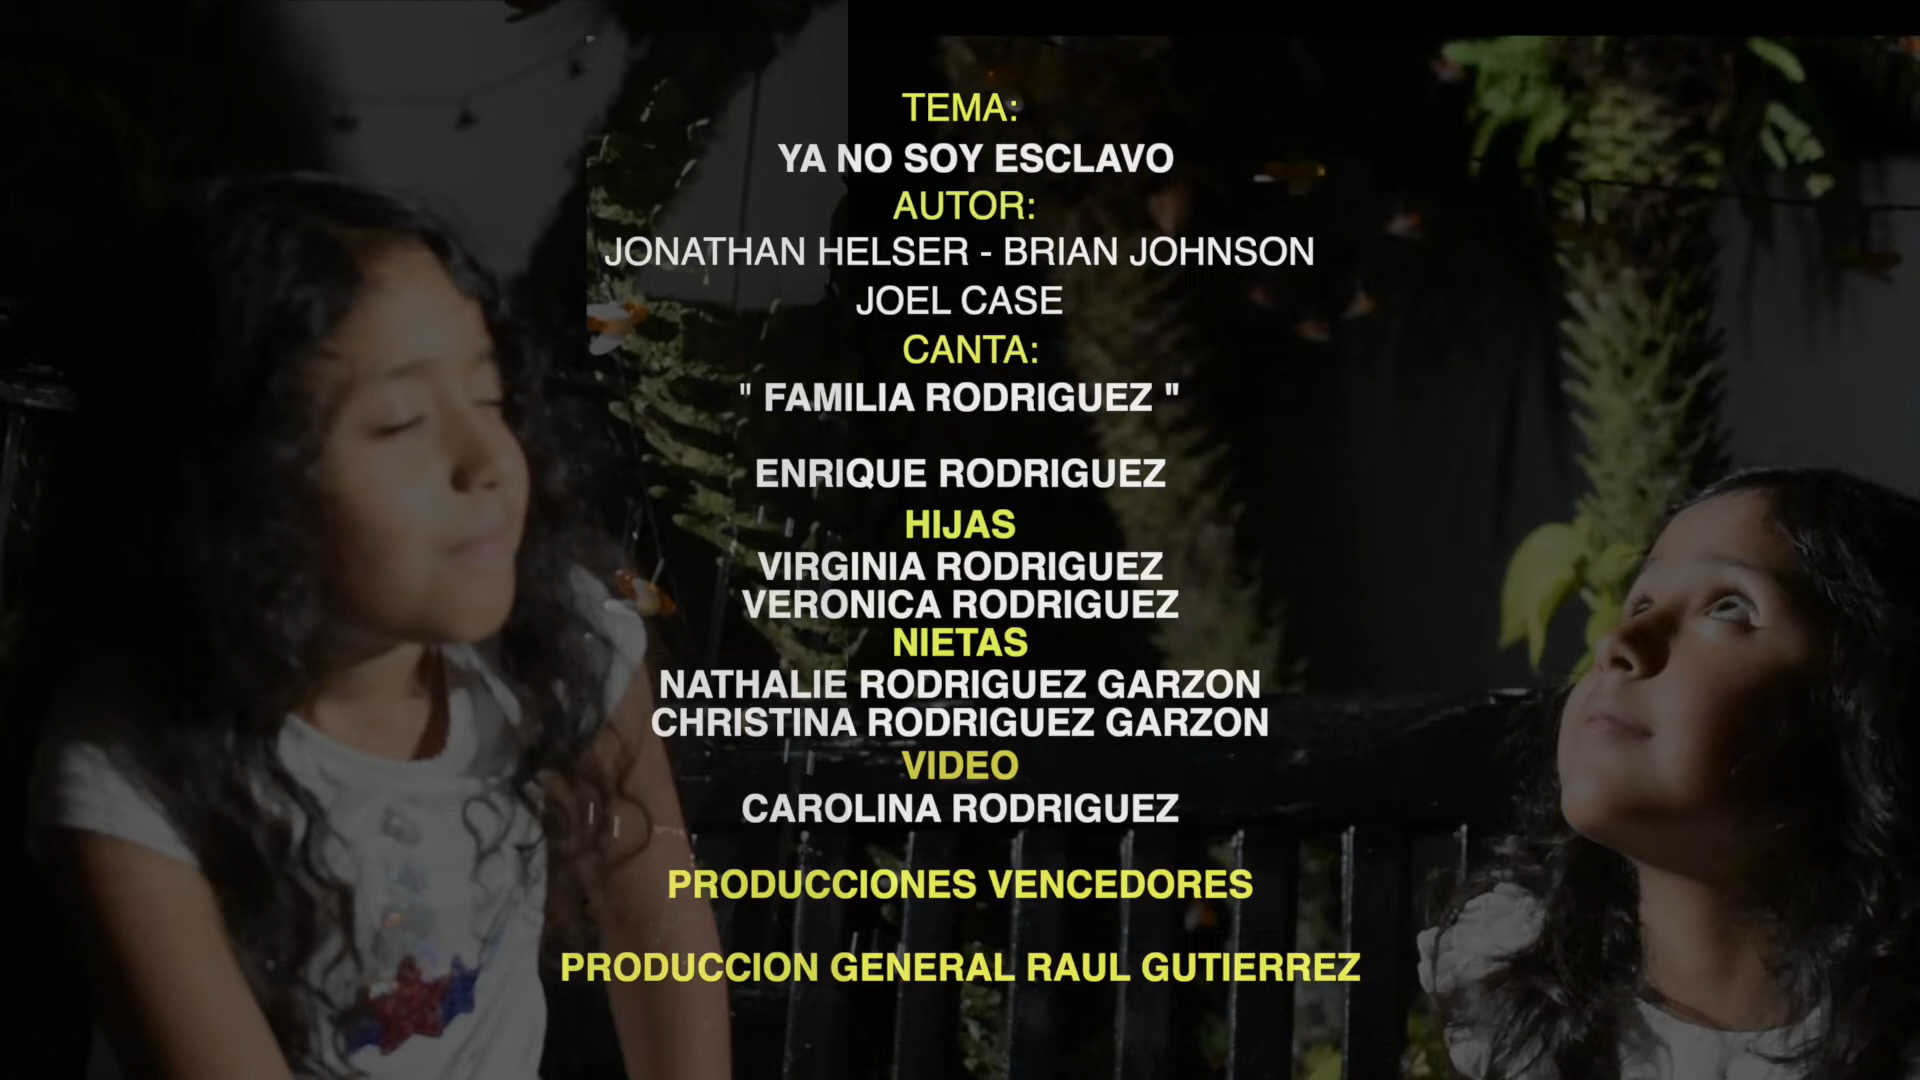 TEMA:
YA NO SOY ESCLAVO
AUTOR:
JONATHAN HELSER - BRIAN JOHNSON
JOEL CASE
CANTA:
" FAMILIA RODRIGUEZ "
ENRIQUE RODRIGUEZ
HIJAS
VIRGINIA RODRIGUEZ
VERONICA RODRIGUEZ
NIETAS
NATHALIE RODRIGUEZ GARZON
CHRISTINA RODRIGUEZ GARZON
VIDEO
CAROLINA RODRIGUEZ
PRODUCCIONES VENCEDORES
PRODUCCION GENERAL RAUL GUTIERREZ